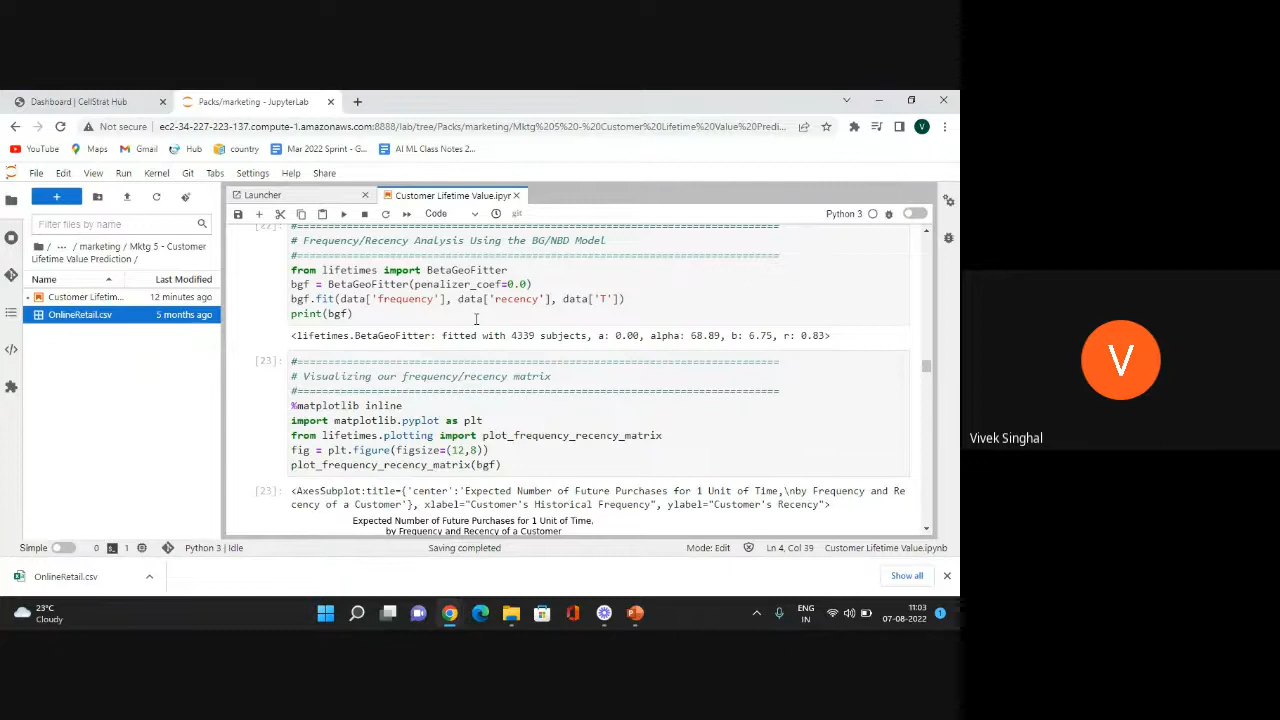 Dashboard | CellStrat Hub
Packs/marketing - JupyterLab
Not secure
ec2-34-227-223-137.compute-1.amazonaws.com:8888/lab/tree/Packs/marketing/Mktg%205%20-%20Customer%20Lifetime%20Value%20Predi...
V
YouTube Maps Gmail Hub country Mar 2022 Sprint - G... AI ML Class Notes 2...
File Edit View Run Kernel Git Tabs Settings Help Share
Launcher
Customer Lifetime Value.ipyr
Code
git
Python 3
Filter files by name
/ ... / marketing / Mktg 5 - Customer
Lifetime Value Prediction /
Name Last Modified
Customer Lifetim... 12 minutes ago
OnlineRetail.csv 5 months ago
[22]
#==================================================================
# Frequency/Recency Analysis Using the BG/NBD Model
#==================================================================
from lifetimes import BetaGeoFitter
bgf = BetaGeoFitter(penalizer_coef=0.0)
bgf.fit(data['frequency'], data['recency'], data['T'])
print(bgf)
<lifetimes.BetaGeoFitter: fitted with 4339 subjects, a: 0.00, alpha: 68.89, b: 6.75, r: 0.83>
[23]
#==================================================================
# Visualizing our frequency/recency matrix
#==================================================================
%matplotlib inline
import matplotlib.pyplot as plt
from lifetimes.plotting import plot_frequency_recency_matrix
fig = plt.figure(figsize=(12,8))
plot_frequency_recency_matrix(bgf)
[23]
<AxesSubplot:title={'center':'Expected Number of Future Purchases for 1 Unit of Time,\nby Frequency and Re
cency of a Customer'}, xlabel="Customer's Historical Frequency", ylabel="Customer's Recency">
Expected Number of Future Purchases for 1 Unit of Time,
by Frequency and Recency of a Customer
Simple 0 1 Python 3 | Idle
Saving completed
Mode: Edit Ln 4, Col 39 Customer Lifetime Value.ipynb
OnlineRetail.csv
Show all
23°C
Cloudy
ENG
IN
11:03
07-08-2022
1
V
Vivek Singhal